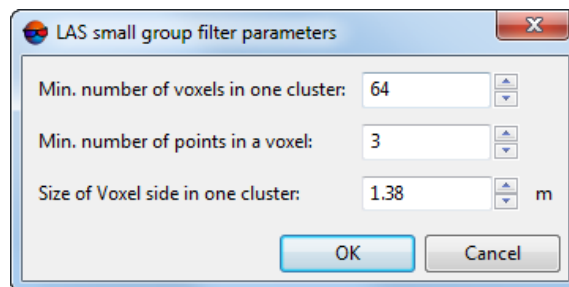 LAS small group filter parameters
Min. number of voxels in one cluster: 64
Min. number of points in a voxel: 3
Size of Voxel side in one cluster: 1.38 m
OK Cancel